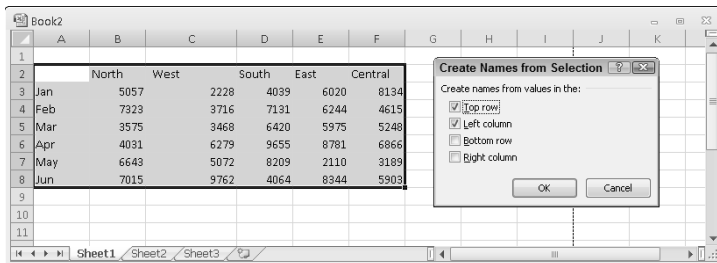 Book2
A B C D E F G H I J K
1
2 North West South East Central
3 Jan 5057 2228 4039 6020 8134
4 Feb 7323 3716 7131 6244 4615
5 Mar 3575 3468 6420 5975 5248
6 Apr 4031 6279 9655 8781 6866
7 May 6643 5072 8209 2110 3189
8 Jun 7015 9762 4064 8344 5903
9
10
11
Create Names from Selection
Create names from values in the:
Top row
Left column
Bottom row
Right column
OK Cancel
Sheet1 Sheet2 Sheet3